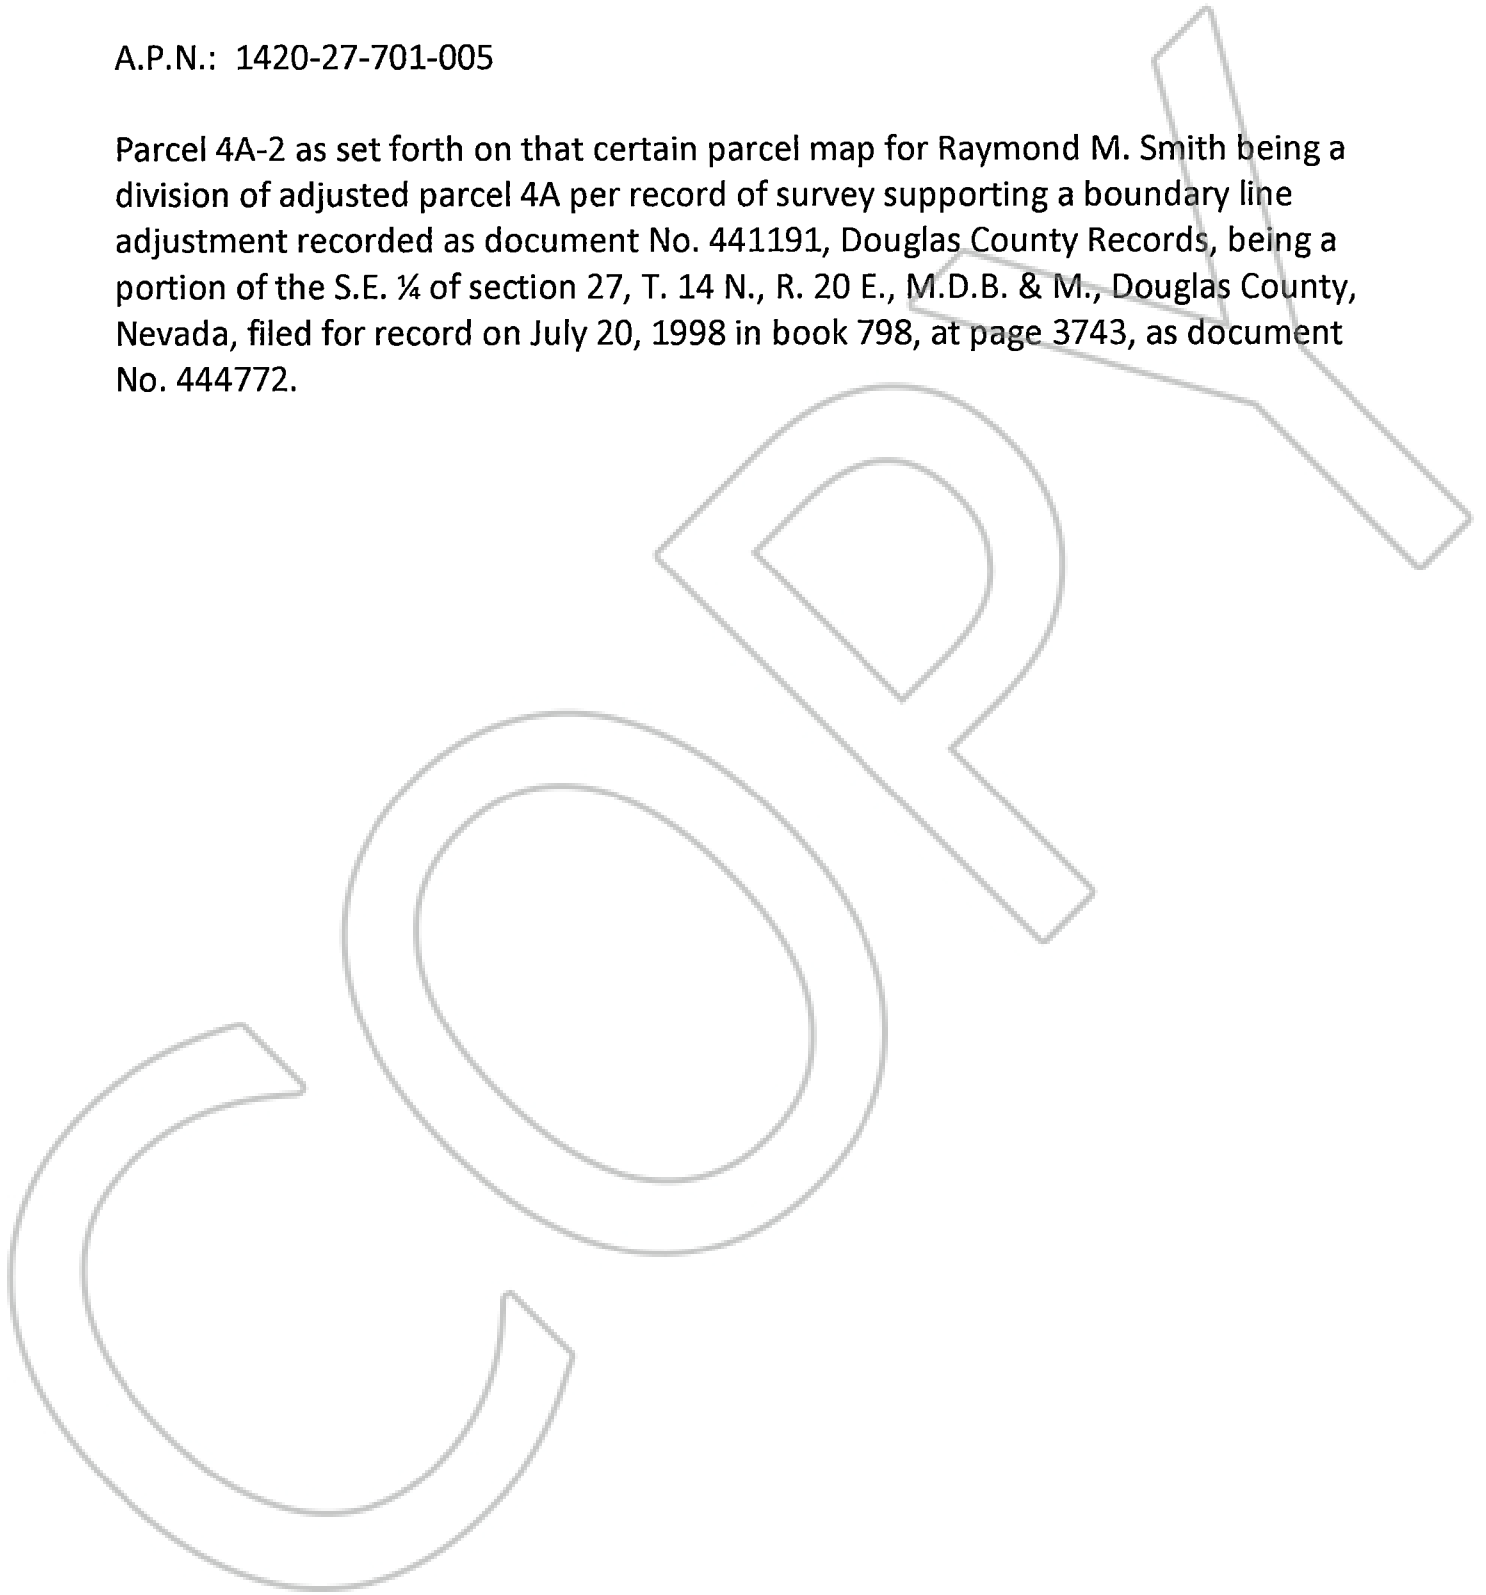 A.P.N.: 1420-27-701-005
Parcel 4A-2 as set forth on that certain parcel map for Raymond M. Smith being a
division of adjusted parcel 4A per record of survey supporting a boundary line
adjustment recorded as document No. 441191, Douglas County Records, being a
portion of the S.E. ¼ of section 27, T. 14 N., R. 20 E., M.D.B. & M., Douglas County,
Nevada, filed for record on July 20, 1998 in book 798, at page 3743, as document
No. 444772.
COPY